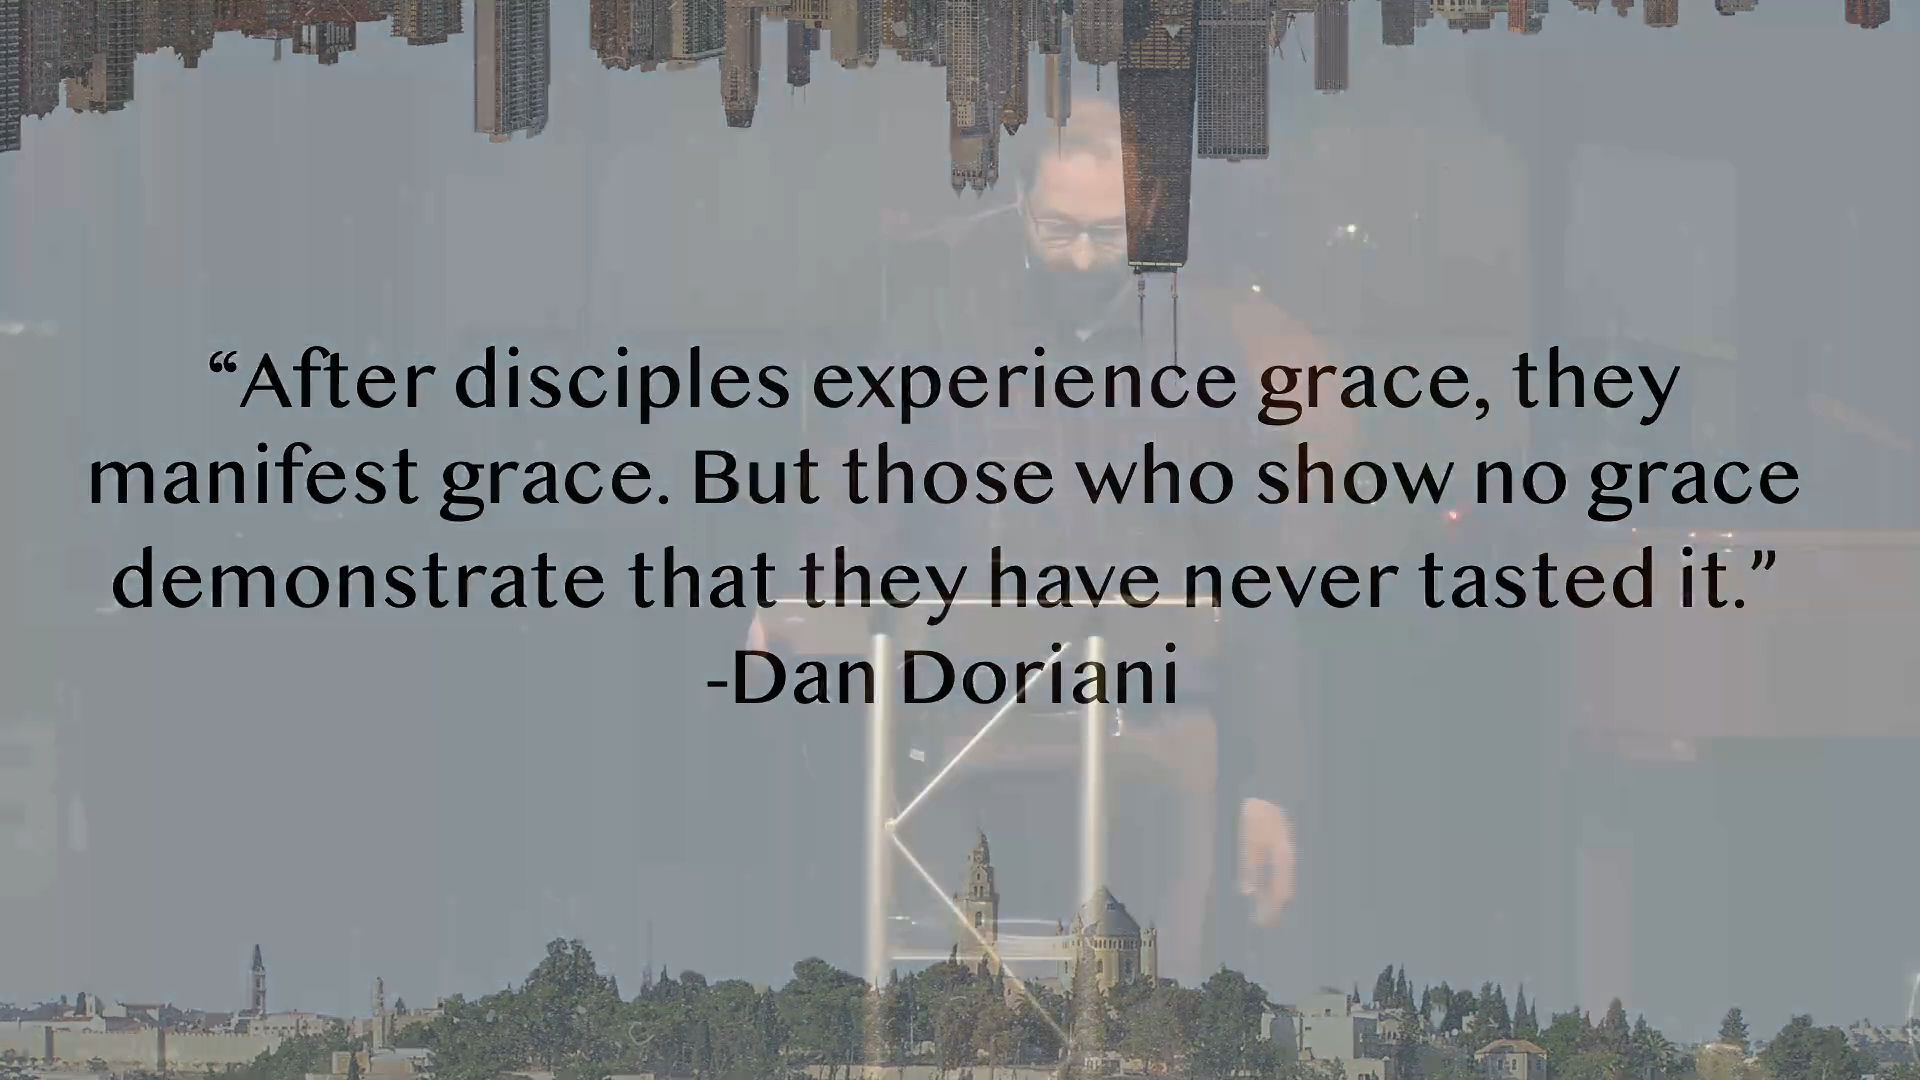 “After disciples experience grace, they
manifest grace. But those who show no grace
demonstrate that they have never tasted it.”
-Dan Doriani